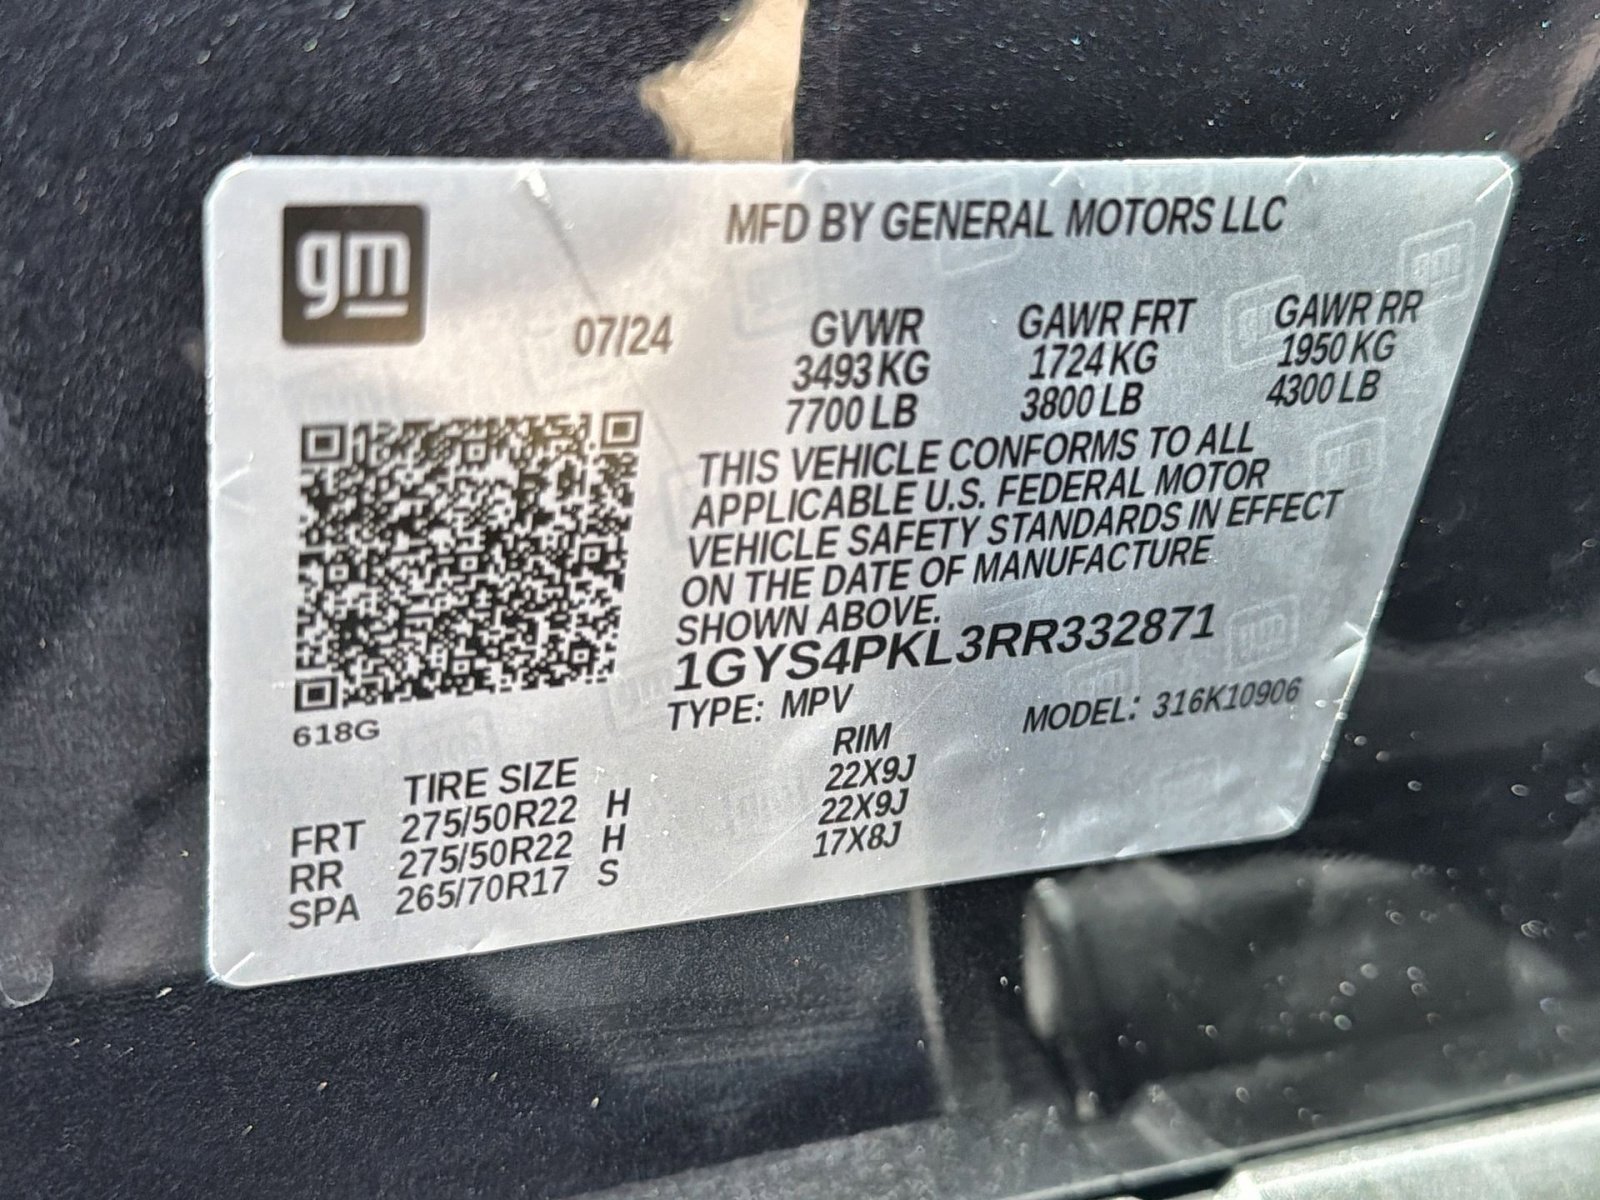 gm
MFD BY GENERAL MOTORS LLC
07/24
GVWR GAWR FRT GAWR RR
3493 KG 1724 KG 1950 KG
7700 LB 3800 LB 4300 LB
THIS VEHICLE CONFORMS TO ALL
APPLICABLE U.S. FEDERAL MOTOR
VEHICLE SAFETY STANDARDS IN EFFECT
ON THE DATE OF MANUFACTURE
SHOWN ABOVE.
1GYS4PKL3RR332871
TYPE: MPV MODEL: 316K10906
618G
TIRE SIZE RIM
FRT 275/50R22 H 22X9J
RR 275/50R22 H 22X9J
SPA 265/70R17 S 17X8J